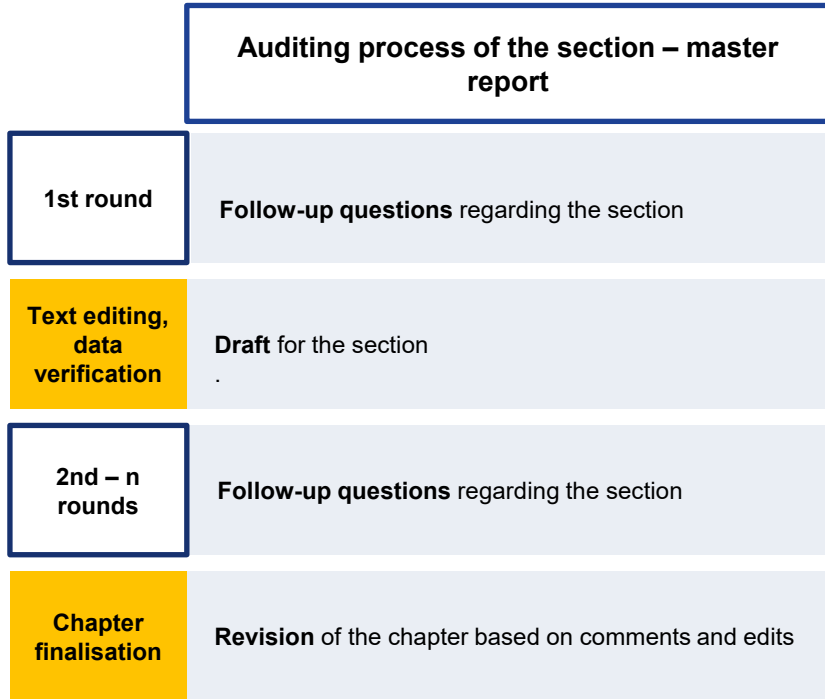 Auditing process of the section – master
report
1st round
Follow-up questions regarding the section
Text editing,
data
verification
Draft for the section
.
2nd – n
rounds
Follow-up questions regarding the section
Chapter
finalisation
Revision of the chapter based on comments and edits